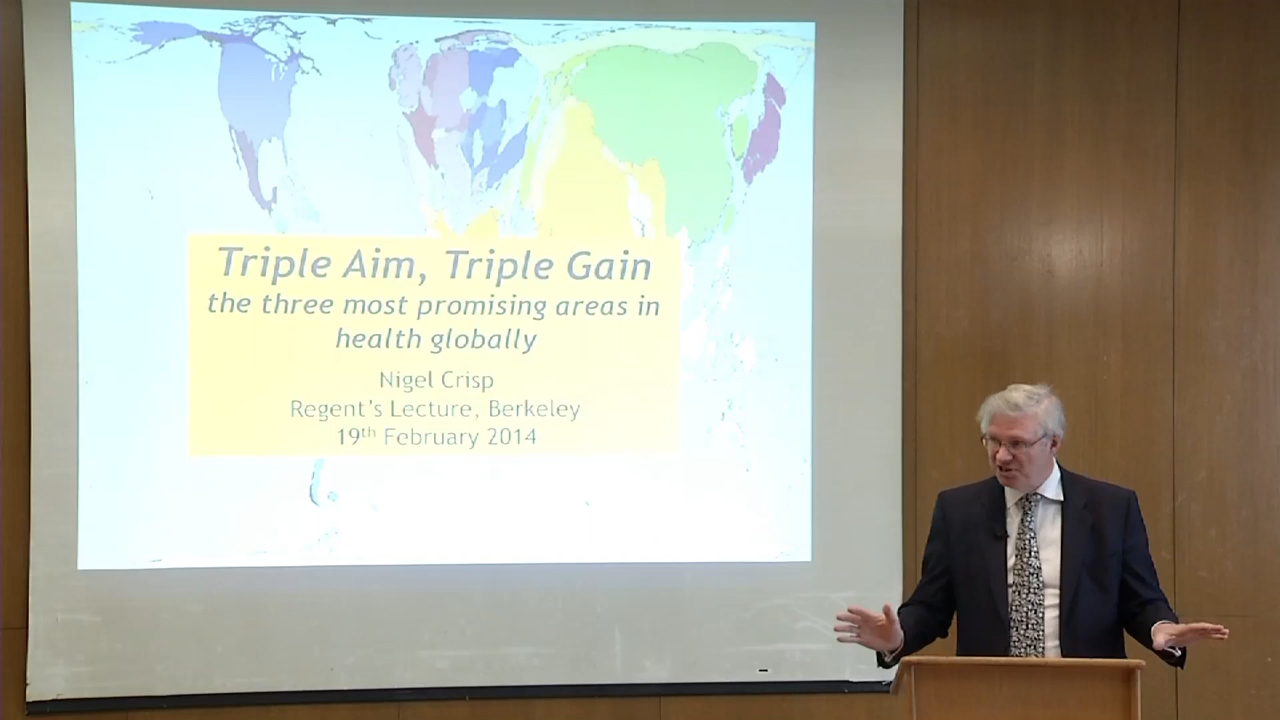 Triple Aim, Triple Gain
the three most promising areas in
health globally
Nigel Crisp
Regent's Lecture, Berkeley
19th February 2014